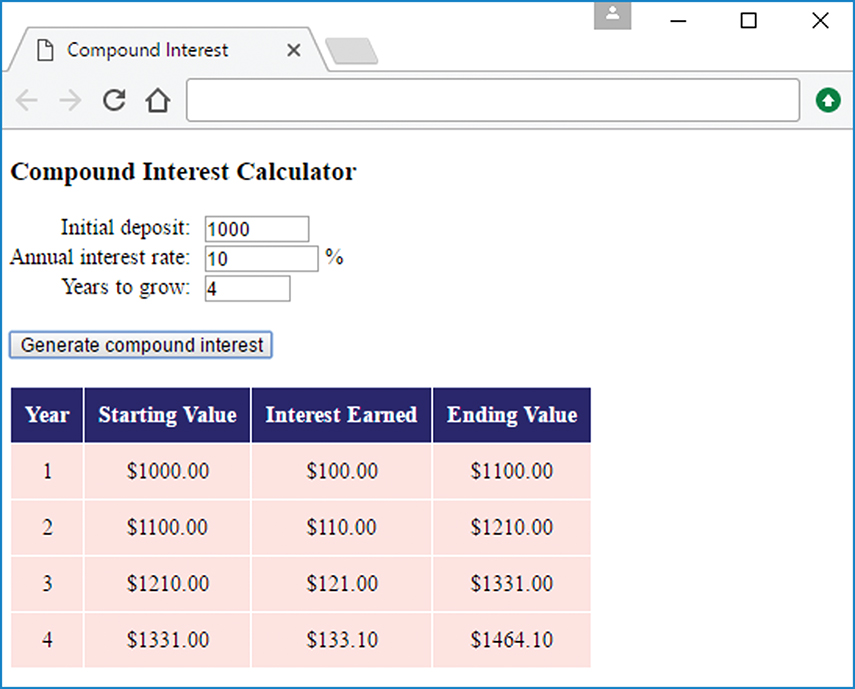 Compound Interest
Compound Interest Calculator
Initial deposit: 1000
Annual interest rate: 10 %
Years to grow: 4
Generate compound interest
Year Starting Value Interest Earned Ending Value
1 $1000.00 $100.00 $1100.00
2 $1100.00 $110.00 $1210.00
3 $1210.00 $121.00 $1331.00
4 $1331.00 $133.10 $1464.10